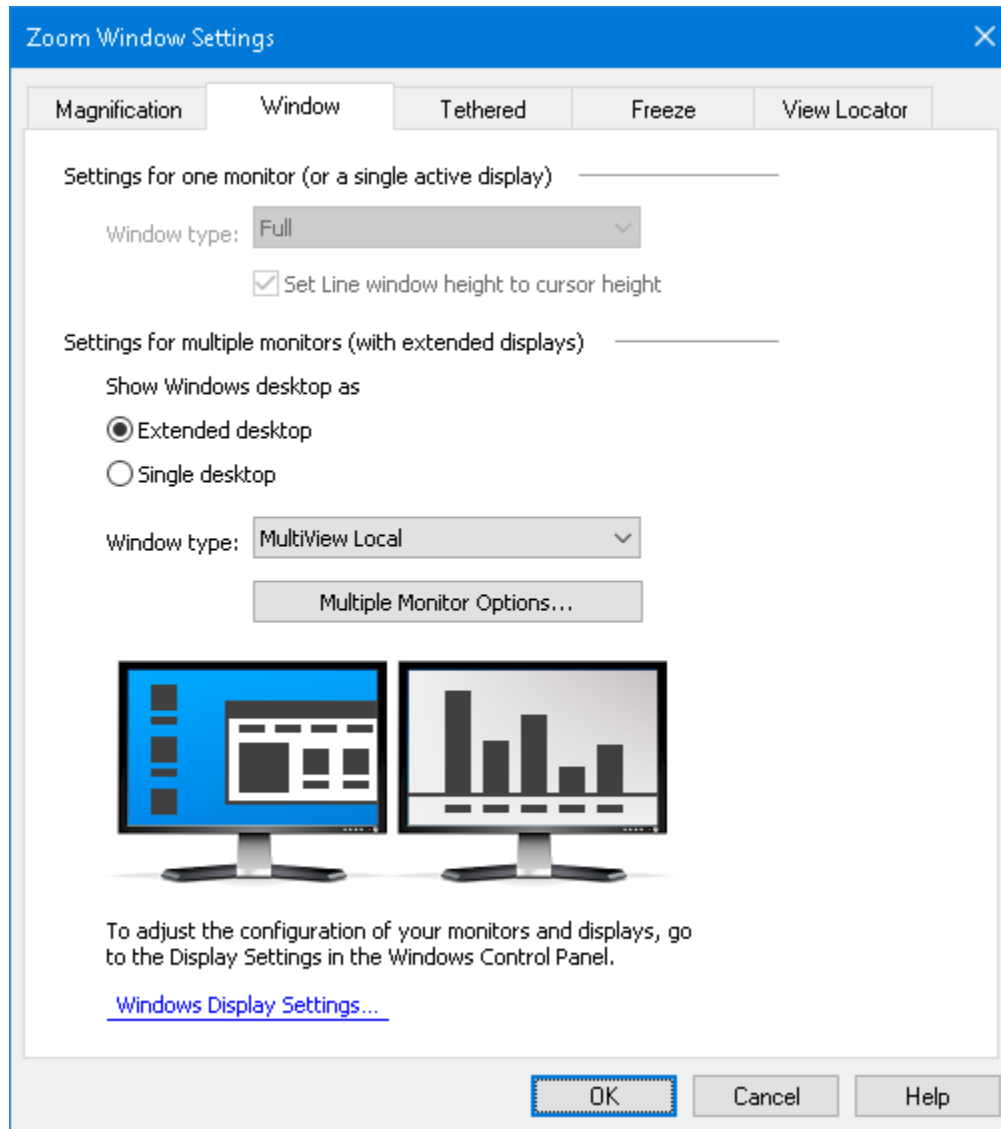 Zoom Window Settings
Magnification Window Tethered Freeze View Locator
Settings for one monitor (or a single active display)
Window type: Full
Set Line window height to cursor height
Settings for multiple monitors (with extended displays)
Show Windows desktop as
Extended desktop
Single desktop
Window type: MultiView Local
Multiple Monitor Options...
To adjust the configuration of your monitors and displays, go
to the Display Settings in the Windows Control Panel.
Windows Display Settings...
OK Cancel Help